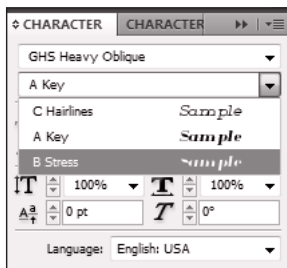 CHARACTER CHARACTER
GHS Heavy Oblique
A Key
C Hairlines Sample
A Key Sample
B Stress Sample
T 100% T 100%
Aa 0 pt T 0°
Language: English: USA